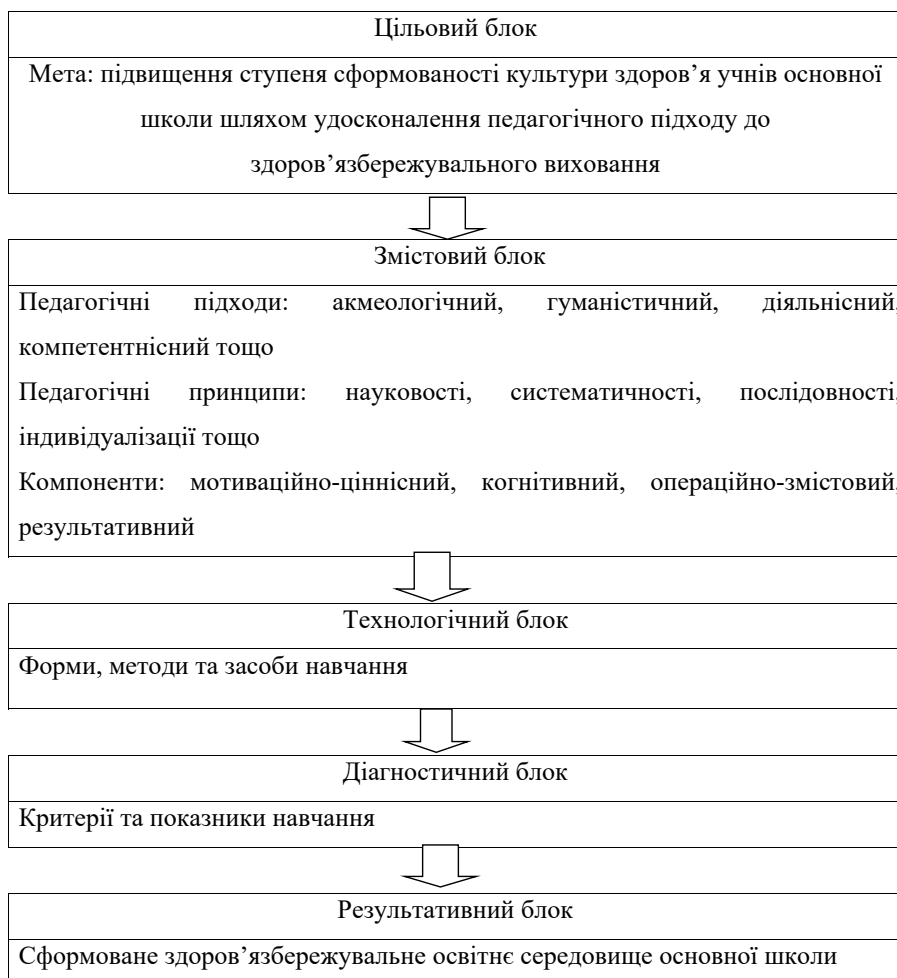 Цільовий блок
Мета: підвищення ступеня сформованості культури здоров’я учнів основної
школи шляхом удосконалення педагогічного підходу до
здоров’язбережувального виховання
Змістовий блок
Педагогічні підходи: акмеологічний, гуманістичний, діяльнісний,
компетентнісний тощо
Педагогічні принципи: науковості, систематичності, послідовності,
індивідуалізації тощо
Компоненти: мотиваційно-ціннісний, когнітивний, операційно-змістовий,
результативний
Технологічний блок
Форми, методи та засоби навчання
Діагностичний блок
Критерії та показники навчання
Результативний блок
Сформоване здоров’язбережувальне освітнє середовище основної школи